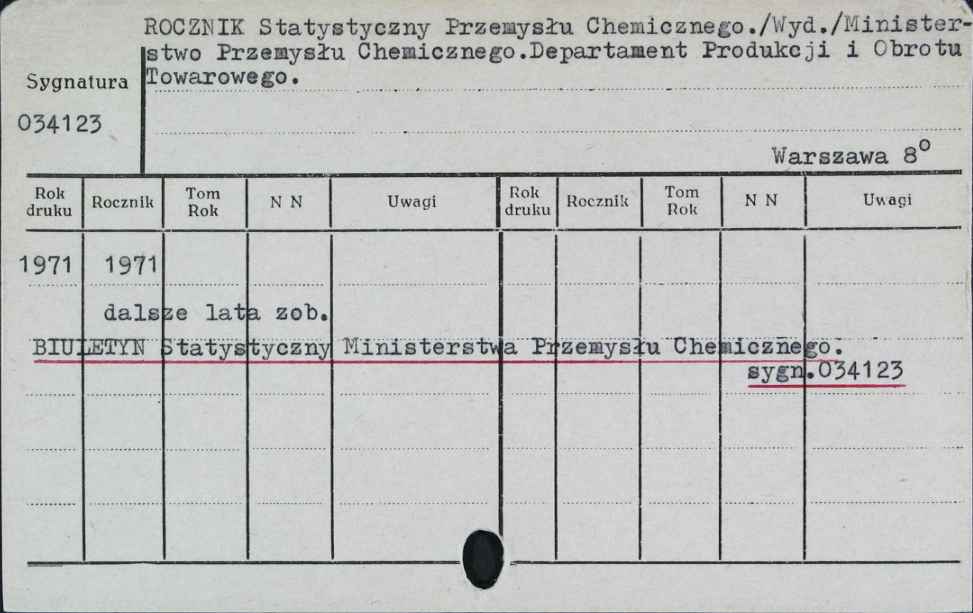 ROCZNIK Statystyczny Przemysłu Chemicznego./Wyd./Minister-
stwo Przemysłu Chemicznego.Departament Produkcji i Obrotu
Towarowego.
Sygnatura
034123
Warszawa 8°
Rok druku Rocznik Tom Rok N N Uwagi Rok druku Rocznik Tom Rok N N Uwagi
1971 1971
dalsze lata zob.
BIULETYN Statystyczny Ministerstwa Przemysłu Chemicznego.
sygn.034123